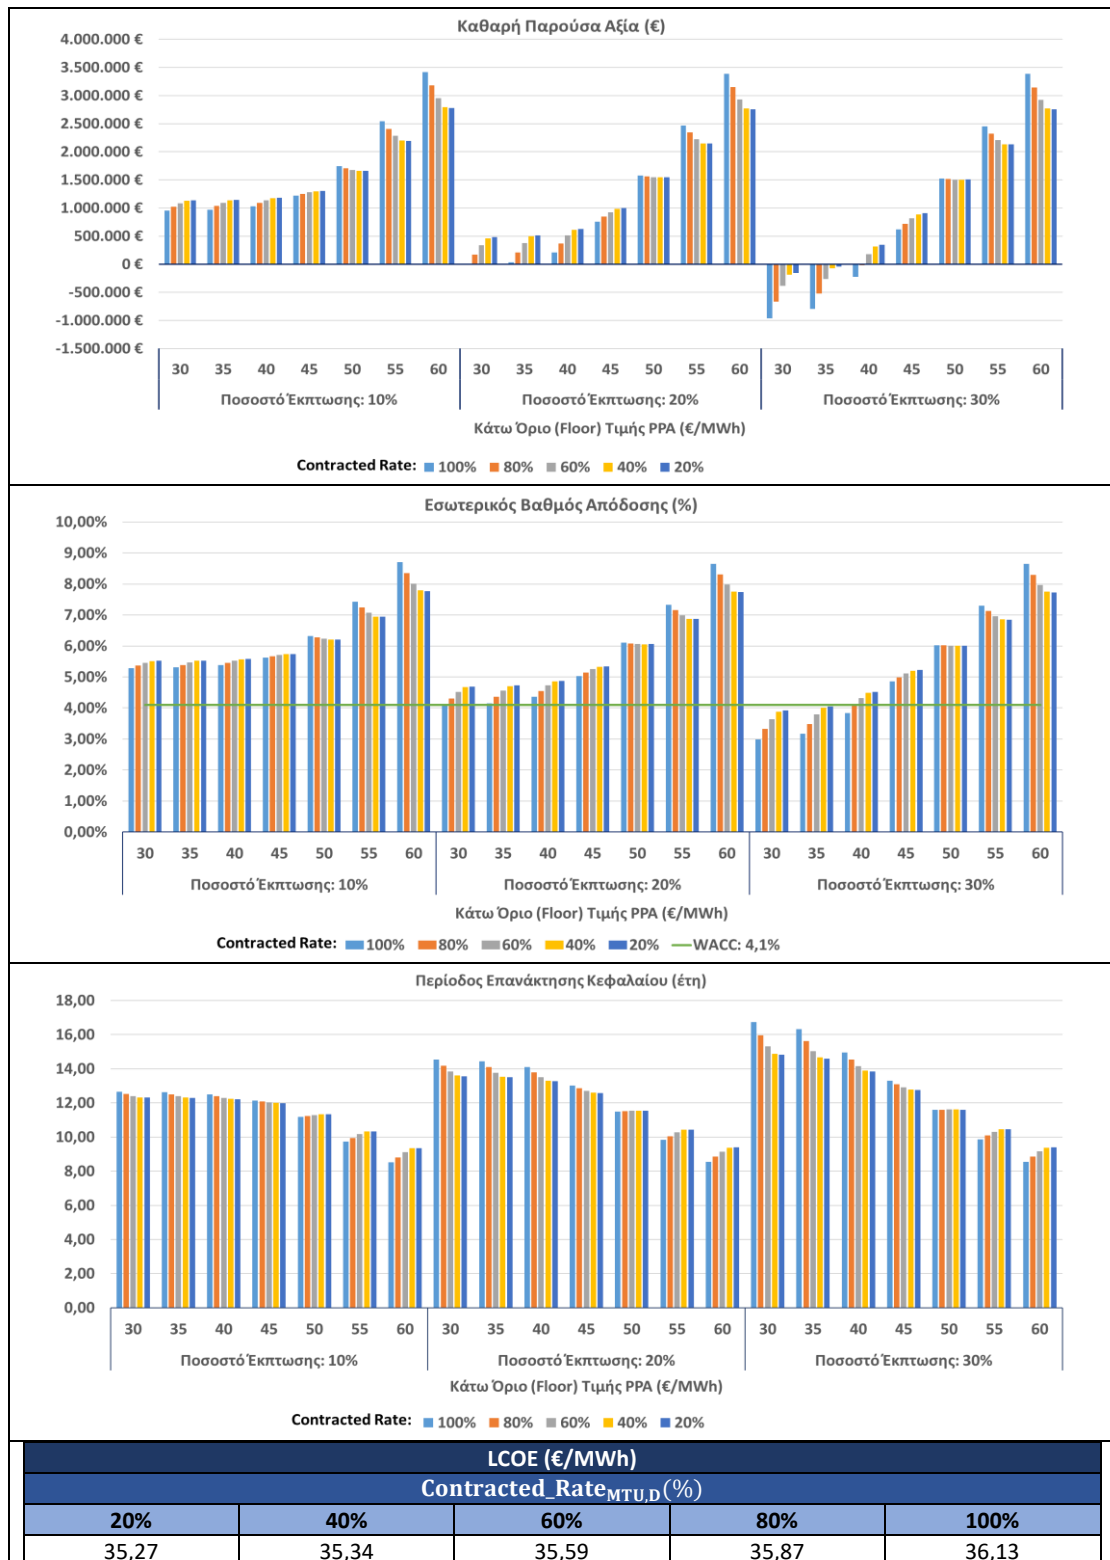 Καθαρή Παρούσα Αξία (€)
4.000.000 €
3.500.000 €
3.000.000 €
2.500.000 €
2.000.000 €
1.500.000 €
1.000.000 €
500.000 €
0 €
-500.000 €
-1.000.000 €
-1.500.000 €
30 35 40 45 50 55 60 30 35 40 45 50 55 60 30 35 40 45 50 55 60
Ποσοστό Έκπτωσης: 10% Ποσοστό Έκπτωσης: 20% Ποσοστό Έκπτωσης: 30%
Κάτω Όριο (Floor) Τιμής PPA (€/MWh)
Contracted Rate: 100% 80% 60% 40% 20%
Εσωτερικός Βαθμός Απόδοσης (%)
10,00%
9,00%
8,00%
7,00%
6,00%
5,00%
4,00%
3,00%
2,00%
1,00%
0,00%
30 35 40 45 50 55 60 30 35 40 45 50 55 60 30 35 40 45 50 55 60
Ποσοστό Έκπτωσης: 10% Ποσοστό Έκπτωσης: 20% Ποσοστό Έκπτωσης: 30%
Κάτω Όριο (Floor) Τιμής PPA (€/MWh)
Contracted Rate: 100% 80% 60% 40% 20% WACC: 4,1%
Περίοδος Επανάκτησης Κεφαλαίου (έτη)
18,00
16,00
14,00
12,00
10,00
8,00
6,00
4,00
2,00
0,00
30 35 40 45 50 55 60 30 35 40 45 50 55 60 30 35 40 45 50 55 60
Ποσοστό Έκπτωσης: 10% Ποσοστό Έκπτωσης: 20% Ποσοστό Έκπτωσης: 30%
Κάτω Όριο (Floor) Τιμής PPA (€/MWh)
Contracted Rate: 100% 80% 60% 40% 20%
LCOE (€/MWh)
Contracted_Rate MTU,D (%)
20% 40% 60% 80% 100%
35,27 35,34 35,59 35,87 36,13